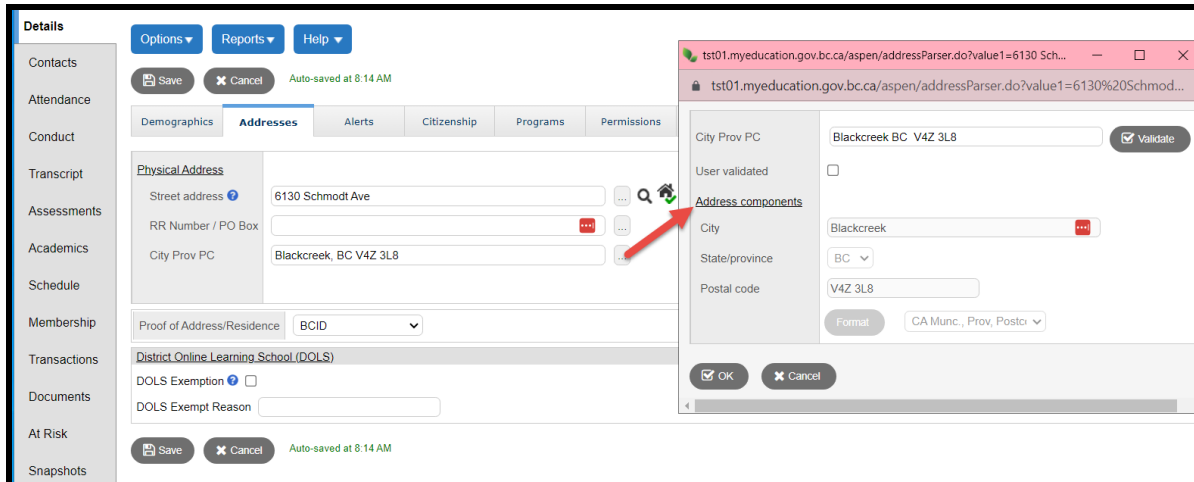 Details
Contacts
Attendance
Conduct
Transcript
Assessments
Academics
Schedule
Membership
Transactions
Documents
At Risk
Snapshots
Options Reports Help
Save Cancel Auto-saved at 8:14 AM
Demographics Addresses Alerts Citizenship Programs Permissions
Physical Address
Street address ? 6130 Schmodt Ave ...
RR Number / PO Box ...
City Prov PC Blackcreek, BC V4Z 3L8 ...
Proof of Address/Residence BCID
District Online Learning School (DOLS)
DOLS Exemption ?
DOLS Exempt Reason
Save Cancel Auto-saved at 8:14 AM
tst01.myeducation.gov.bc.ca/aspen/addressParser.do?value1=6130 Sch...
tst01.myeducation.gov.bc.ca/aspen/addressParser.do?value1=6130%20Schmod...
City Prov PC Blackcreek BC V4Z 3L8 Validate
User validated
Address components
City Blackcreek
State/province BC
Postal code V4Z 3L8
Format CA Munc., Prov, Postc
OK Cancel